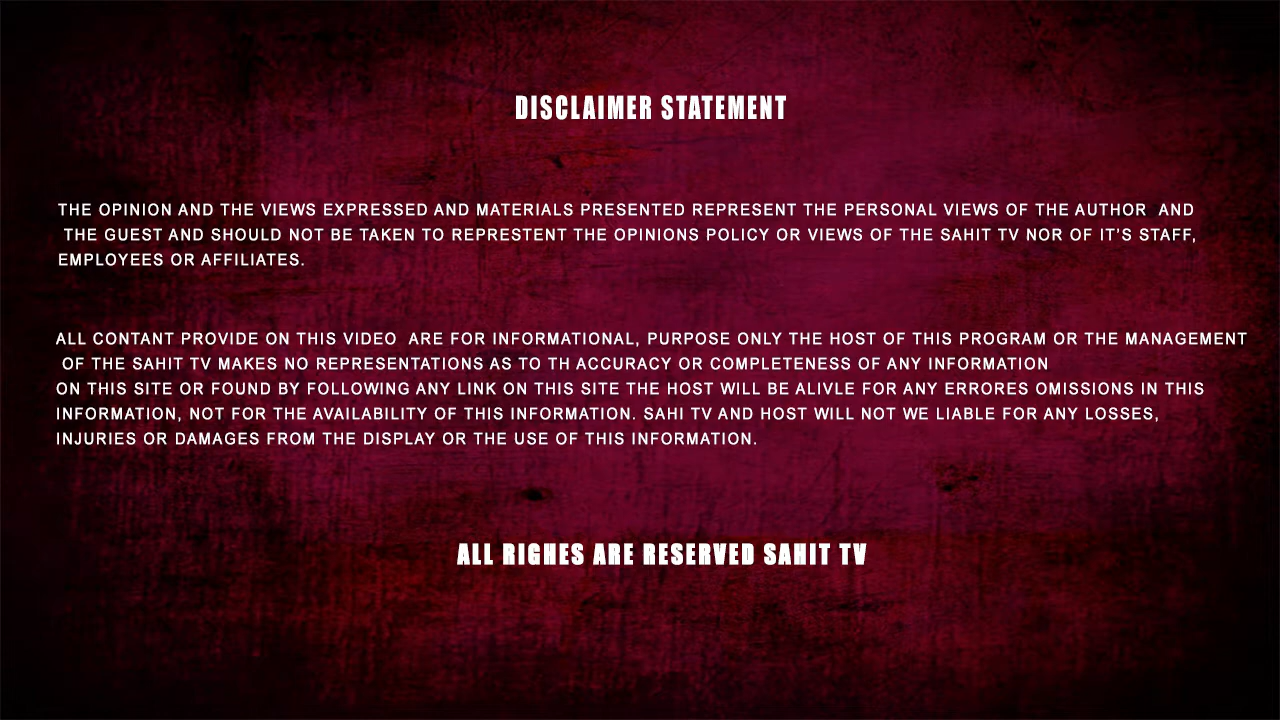 DISCLAIMER STATEMENT
THE OPINION AND THE VIEWS EXPRESSED AND MATERIALS PRESENTED REPRESENT THE PERSONAL VIEWS OF THE AUTHOR AND
THE GUEST AND SHOULD NOT BE TAKEN TO REPRESTENT THE OPINIONS POLICY OR VIEWS OF THE SAHIT TV NOR OF IT'S STAFF,
EMPLOYEES OR AFFILIATES.
ALL CONTANT PROVIDE ON THIS VIDEO ARE FOR INFORMATIONAL, PURPOSE ONLY THE HOST OF THIS PROGRAM OR THE MANAGEMENT
OF THE SAHIT TV MAKES NO REPRESENTATIONS AS TO TH ACCURACY OR COMPLETENESS OF ANY INFORMATION
ON THIS SITE OR FOUND BY FOLLOWING ANY LINK ON THIS SITE THE HOST WILL BE ALIVLE FOR ANY ERRORES OMISSIONS IN THIS
INFORMATION, NOT FOR THE AVAILABILITY OF THIS INFORMATION. SAHI TV AND HOST WILL NOT WE LIABLE FOR ANY LOSSES,
INJURIES OR DAMAGES FROM THE DISPLAY OR THE USE OF THIS INFORMATION.
ALL RIGHES ARE RESERVED SAHIT TV